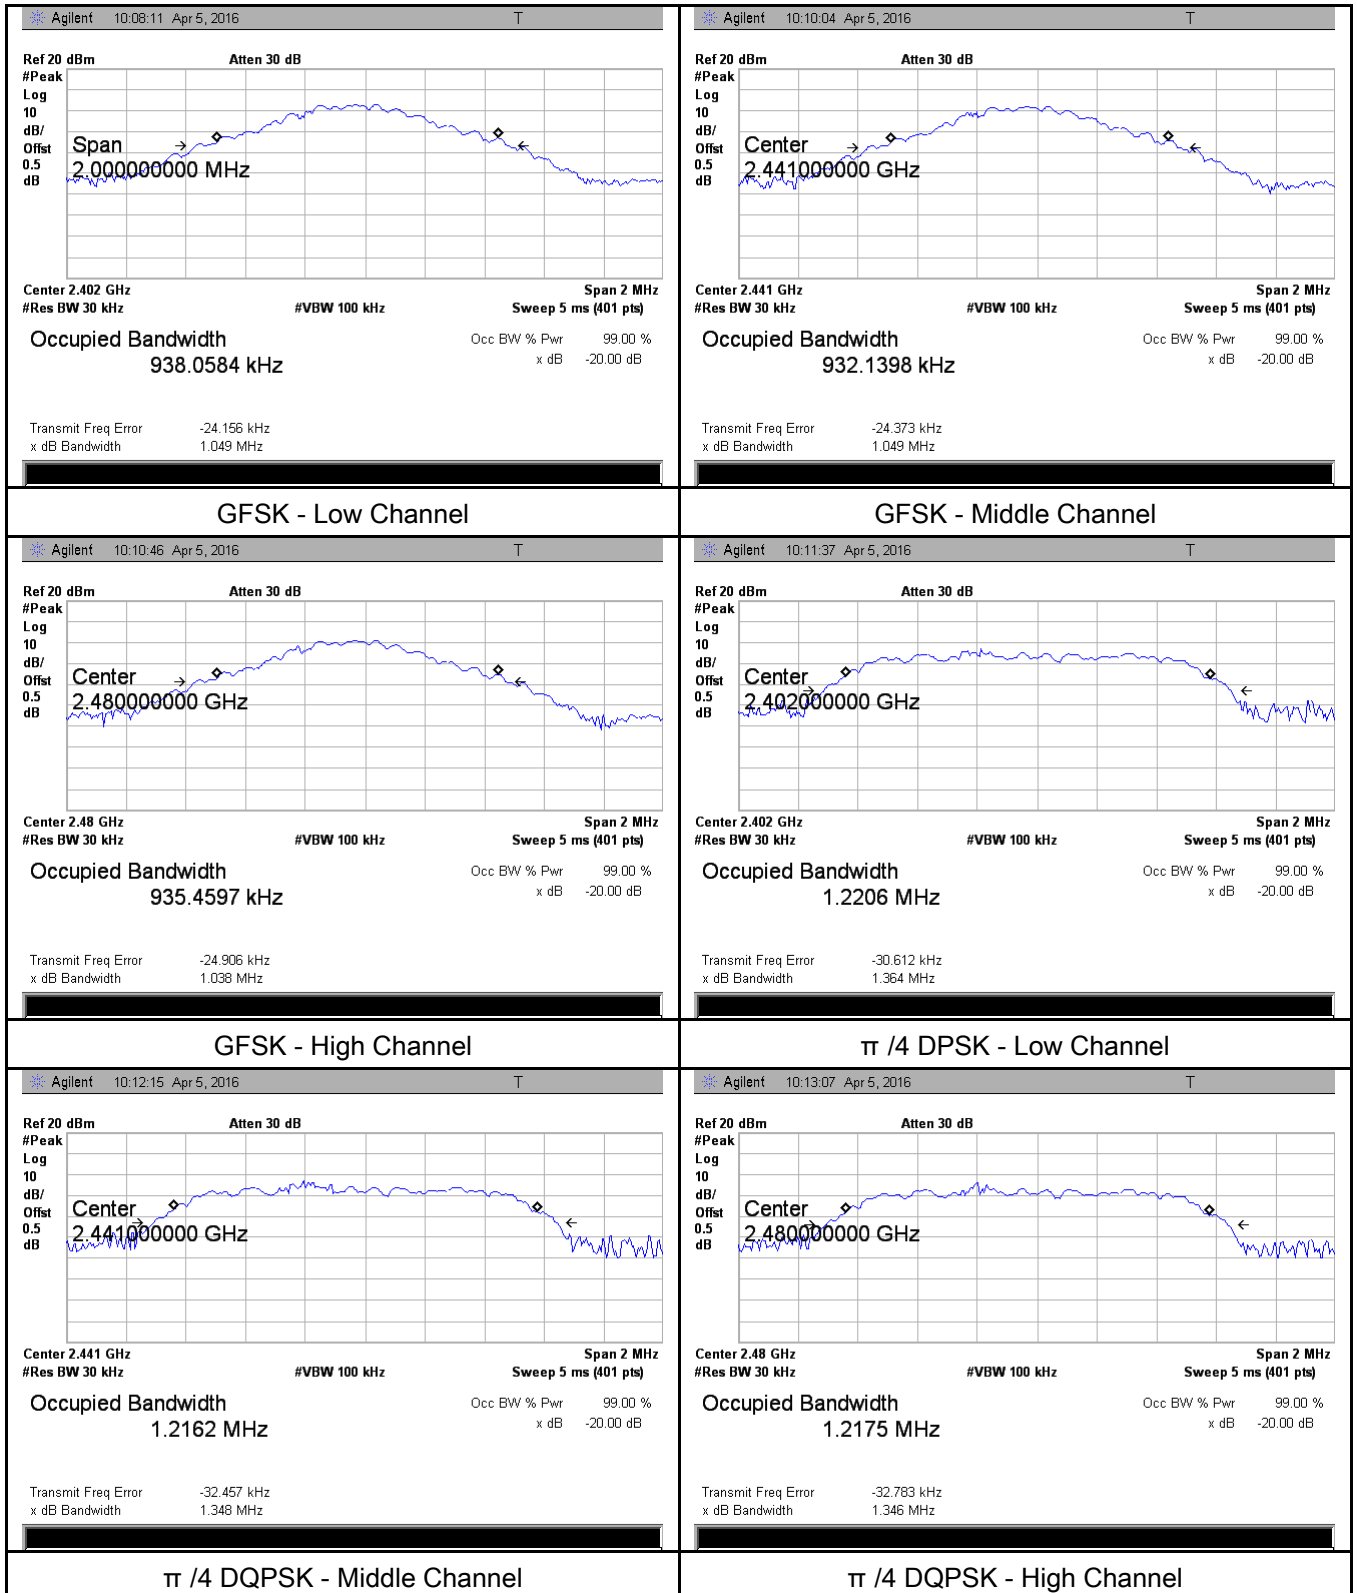 Agilent 10:08:11 Apr 5, 2016 T
Ref 20 dBm Atten 30 dB
#Peak
Log
10
dB/
Offst
0.5
dB
Span
2.000000000 MHz
Center 2.402 GHz Span 2 MHz
#Res BW 30 kHz #VBW 100 kHz Sweep 5 ms (401 pts)
Occupied Bandwidth Occ BW % Pwr 99.00 %
938.0584 kHz x dB -20.00 dB
Transmit Freq Error -24.156 kHz
x dB Bandwidth 1.049 MHz
GFSK - Low Channel
Agilent 10:10:04 Apr 5, 2016 T
Ref 20 dBm Atten 30 dB
#Peak
Log
10
dB/
Offst
0.5
dB
Center
2.441000000 GHz
Center 2.441 GHz Span 2 MHz
#Res BW 30 kHz #VBW 100 kHz Sweep 5 ms (401 pts)
Occupied Bandwidth Occ BW % Pwr 99.00 %
932.1398 kHz x dB -20.00 dB
Transmit Freq Error -24.373 kHz
x dB Bandwidth 1.049 MHz
GFSK - Middle Channel
Agilent 10:10:46 Apr 5, 2016 T
Ref 20 dBm Atten 30 dB
#Peak
Log
10
dB/
Offst
0.5
dB
Center
2.480000000 GHz
Center 2.48 GHz Span 2 MHz
#Res BW 30 kHz #VBW 100 kHz Sweep 5 ms (401 pts)
Occupied Bandwidth Occ BW % Pwr 99.00 %
935.4597 kHz x dB -20.00 dB
Transmit Freq Error -24.906 kHz
x dB Bandwidth 1.038 MHz
GFSK - High Channel
Agilent 10:11:37 Apr 5, 2016 T
Ref 20 dBm Atten 30 dB
#Peak
Log
10
dB/
Offst
0.5
dB
Center
2.402000000 GHz
Center 2.402 GHz Span 2 MHz
#Res BW 30 kHz #VBW 100 kHz Sweep 5 ms (401 pts)
Occupied Bandwidth Occ BW % Pwr 99.00 %
1.2206 MHz x dB -20.00 dB
Transmit Freq Error -30.612 kHz
x dB Bandwidth 1.364 MHz
π /4 DPSK - Low Channel
Agilent 10:12:15 Apr 5, 2016 T
Ref 20 dBm Atten 30 dB
#Peak
Log
10
dB/
Offst
0.5
dB
Center
2.441000000 GHz
Center 2.441 GHz Span 2 MHz
#Res BW 30 kHz #VBW 100 kHz Sweep 5 ms (401 pts)
Occupied Bandwidth Occ BW % Pwr 99.00 %
1.2162 MHz x dB -20.00 dB
Transmit Freq Error -32.457 kHz
x dB Bandwidth 1.348 MHz
π /4 DQPSK - Middle Channel
Agilent 10:13:07 Apr 5, 2016 T
Ref 20 dBm Atten 30 dB
#Peak
Log
10
dB/
Offst
0.5
dB
Center
2.480000000 GHz
Center 2.48 GHz Span 2 MHz
#Res BW 30 kHz #VBW 100 kHz Sweep 5 ms (401 pts)
Occupied Bandwidth Occ BW % Pwr 99.00 %
1.2175 MHz x dB -20.00 dB
Transmit Freq Error -32.783 kHz
x dB Bandwidth 1.346 MHz
π /4 DQPSK - High Channel